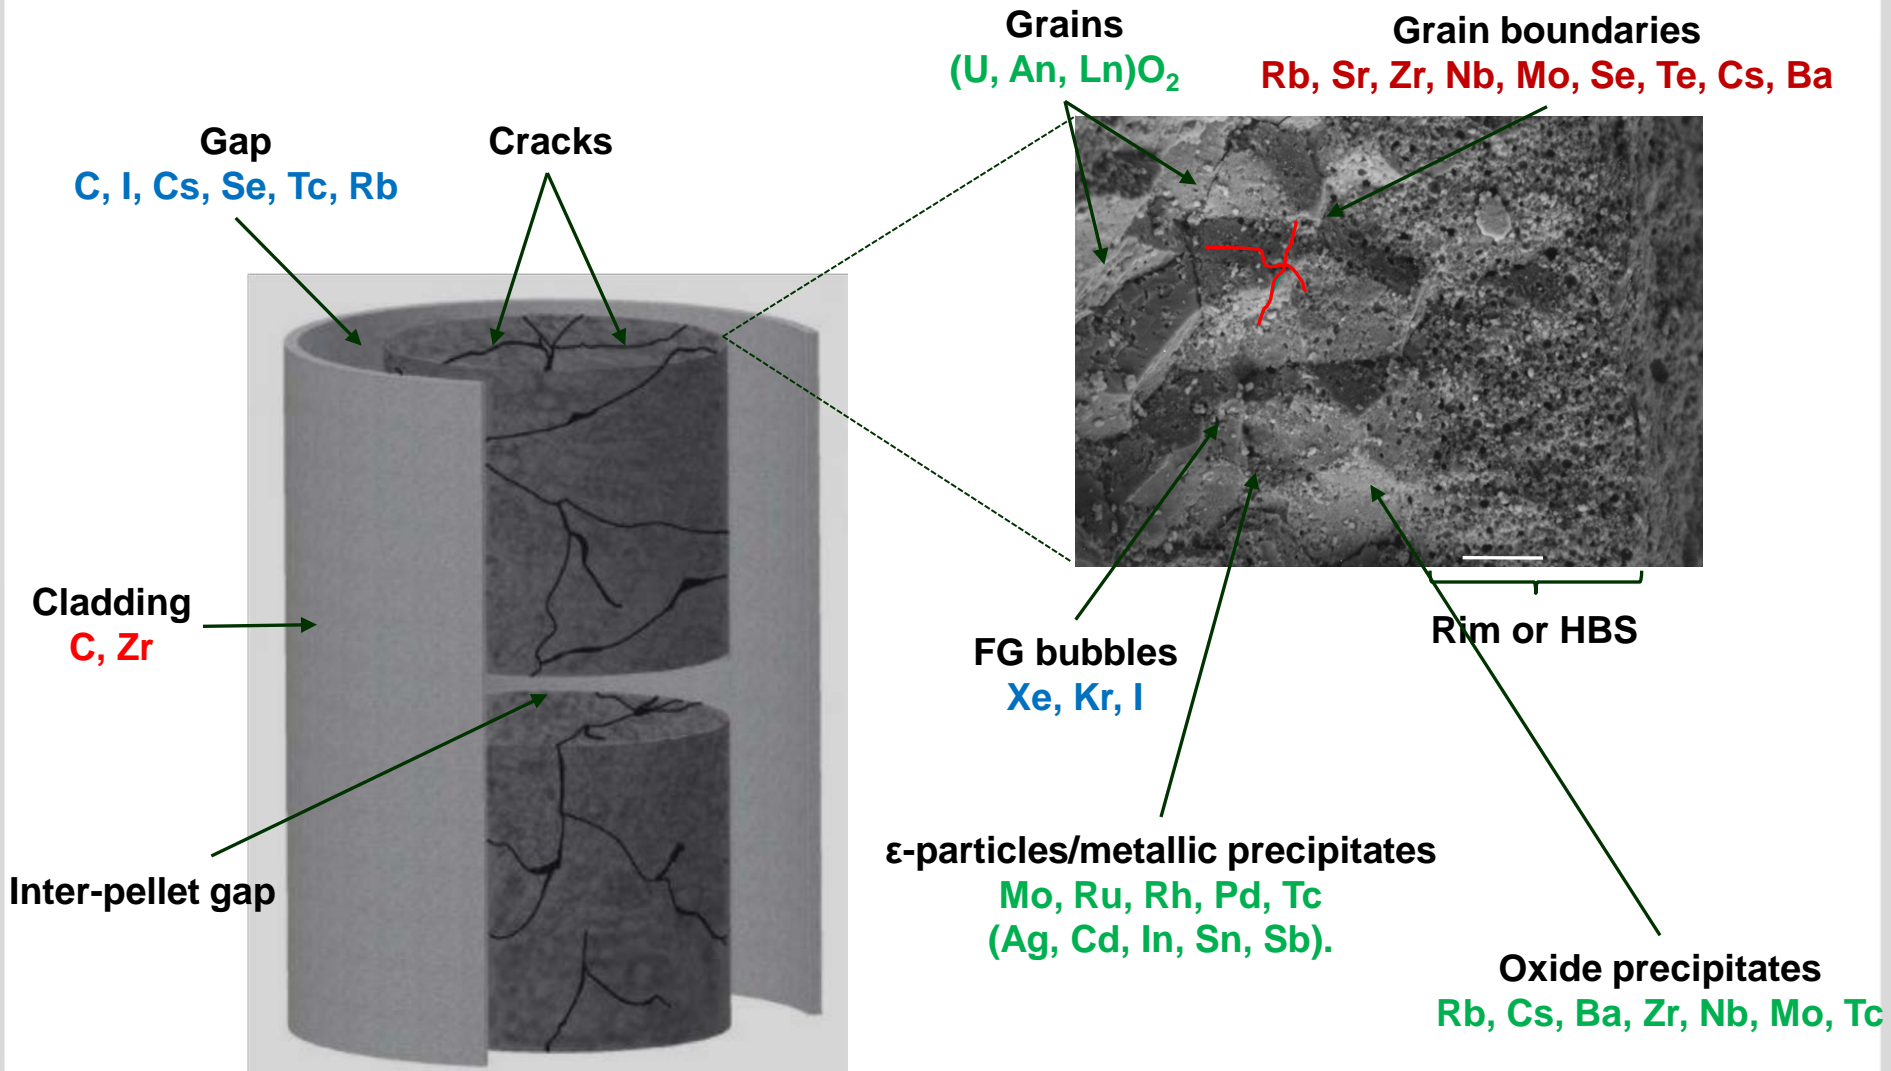 Grains
(U, An, Ln)O₂
Grain boundaries
Rb, Sr, Zr, Nb, Mo, Se, Te, Cs, Ba
Gap
C, I, Cs, Se, Tc, Rb
Cracks
Cladding
C, Zr
Inter-pellet gap
FG bubbles
Xe, Kr, I
Rim or HBS
ε-particles/metallic precipitates
Mo, Ru, Rh, Pd, Tc
(Ag, Cd, In, Sn, Sb).
Oxide precipitates
Rb, Cs, Ba, Zr, Nb, Mo, Tc